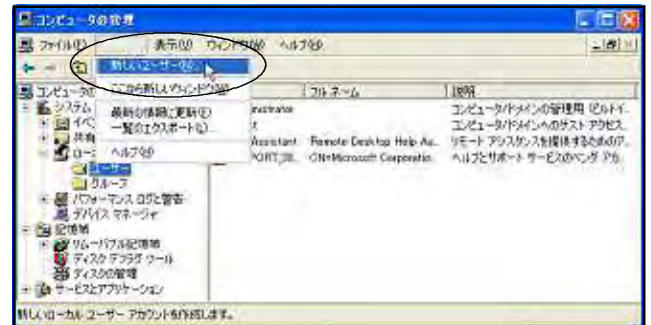 コンピュータの管理
ファイル(F) 表示(V) ウィンドウ(W) ヘルプ(H)
新しいユーザー(N)...
ここから新しいウィンドウ(W)
最新の情報に更新(F)
一覧のエクスポート(L)...
ヘルプ(H)
フル ネーム 説明
コンピュータ/ドメインの管理用 (ビルトイ...
コンピュータ/ドメインへのゲスト アクセス...
Assistant Remote Desktop Help As... リモート アシスタンスを提供するためのア...
CN=Microsoft Corporatio... ヘルプとサポート サービスのベンダ アカ...
システム
共有
ユーザー
グループ
パフォーマンス ログと警告
デバイス マネージャ
記憶域
リムーバブル記憶域
ディスク デフラグ ツール
ディスクの管理
サービスとアプリケーション
新しいローカル ユーザー アカウントを作成します。